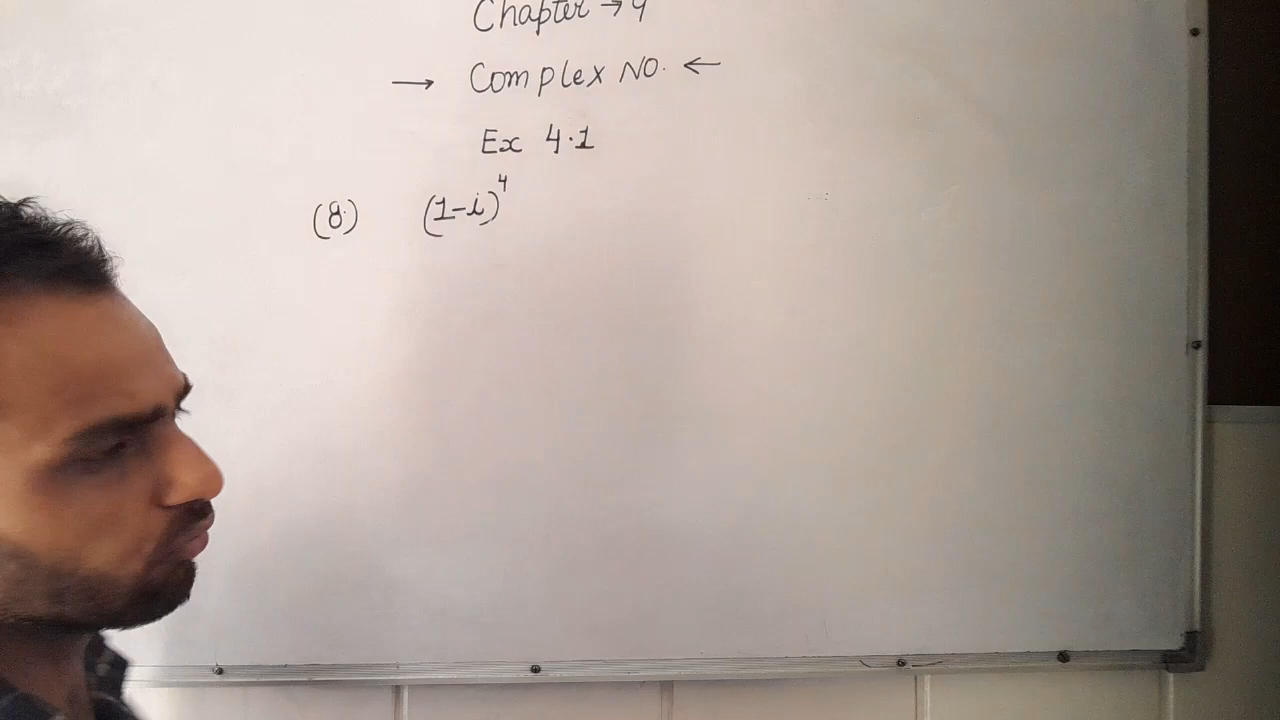 Chapter → 4
→ Complex NO. ←
Ex 4.1
(8) (1-i)⁴